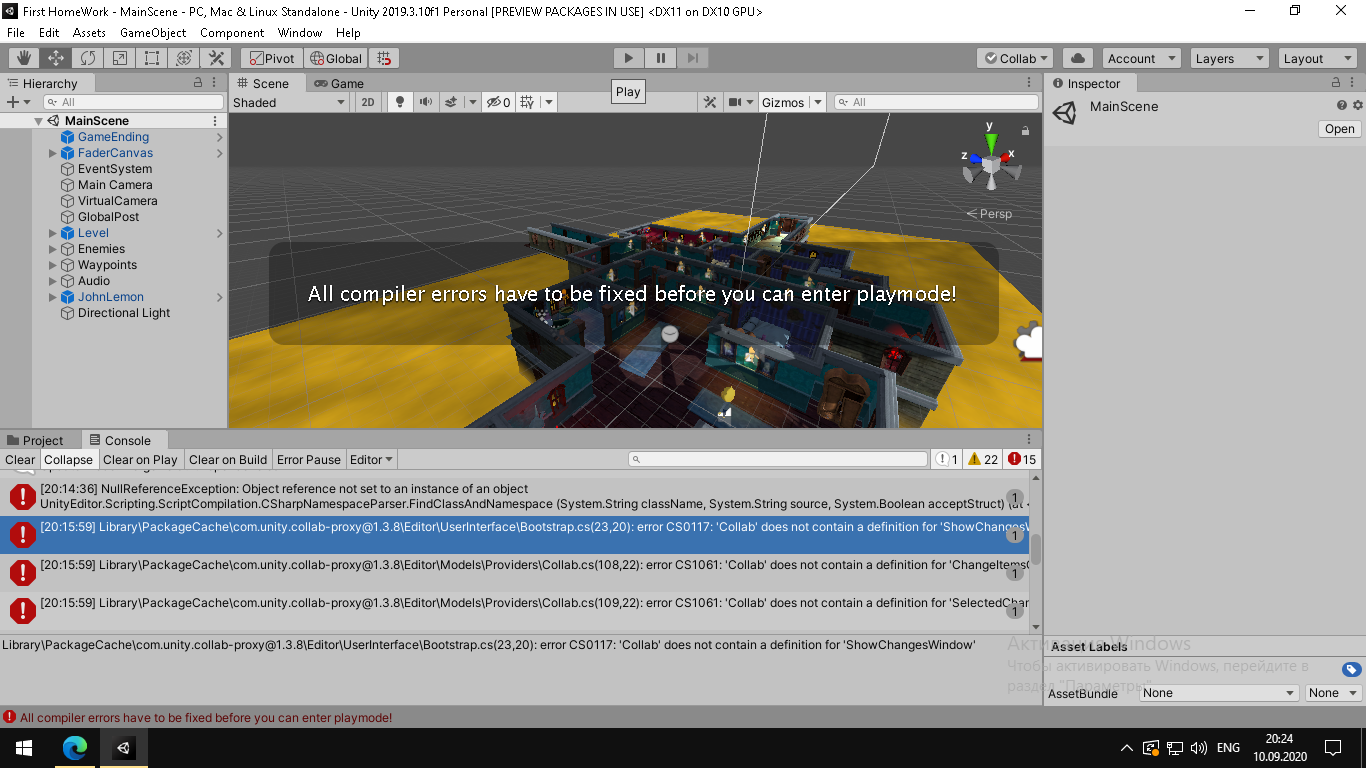 First HomeWork - MainScene - PC, Mac & Linux Standalone - Unity 2019.3.10f1 Personal [PREVIEW PACKAGES IN USE] <DX11 on DX10 GPU>
File Edit Assets GameObject Component Window Help
Pivot Global Collab Account Layers Layout
Hierarchy
All
MainScene
GameEnding
FaderCanvas
EventSystem
Main Camera
VirtualCamera
GlobalPost
Level
Enemies
Waypoints
Audio
JohnLemon
Directional Light
Scene Game
Shaded 2D 0 Gizmos All
Play
y
z x
Persp
All compiler errors have to be fixed before you can enter playmode!
Inspector
MainScene
Open
Project Console
Clear Collapse Clear on Play Clear on Build Error Pause Editor 1 22 15
[20:14:36] NullReferenceException: Object reference not set to an instance of an object
UnityEditor.Scripting.ScriptCompilation.CSharpNamespaceParser.FindClassAndNamespace (System.String className, System.String source, System.Boolean acceptStruct) (at <
1
[20:15:59] Library\PackageCache\com.unity.collab-proxy@1.3.8\Editor\UserInterface\Bootstrap.cs(23,20): error CS0117: 'Collab' does not contain a definition for 'ShowChangesW
1
[20:15:59] Library\PackageCache\com.unity.collab-proxy@1.3.8\Editor\Models\Providers\Collab.cs(108,22): error CS1061: 'Collab' does not contain a definition for 'ChangeItemsC
1
[20:15:59] Library\PackageCache\com.unity.collab-proxy@1.3.8\Editor\Models\Providers\Collab.cs(109,22): error CS1061: 'Collab' does not contain a definition for 'SelectedChan
1
Library\PackageCache\com.unity.collab-proxy@1.3.8\Editor\UserInterface\Bootstrap.cs(23,20): error CS0117: 'Collab' does not contain a definition for 'ShowChangesWindow'
Активация Windows
Чтобы активировать Windows, перейдите в
раздел "Параметры".
Asset Labels
AssetBundle None None
All compiler errors have to be fixed before you can enter playmode!
ENG
20:24
10.09.2020